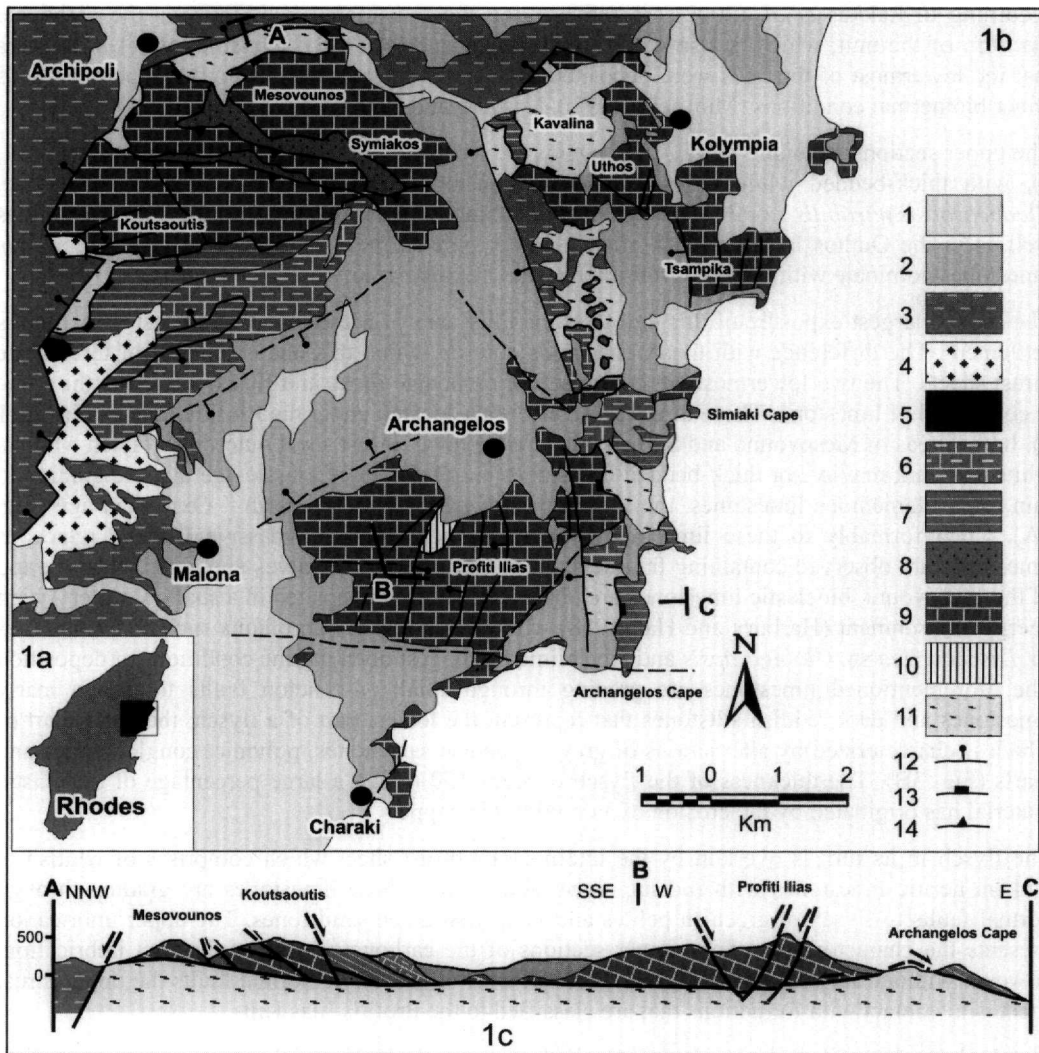 1b
A
Archipoli
Mesovounos
Kavalina
Kolympia
Symiakos
Uthos
Koutsaoutis
Tsampika
Simiaki Cape
Archangelos
Malona
Profiti Ilias
B
C
N
Archangelos Cape
1a
Rhodes
Charaki
1 0 1 2
Km
1
2
3
4
5
6
7
8
9
10
11
12
13
14
A NNW
Mesovounos
Koutsaoutis
SSE B W
Profiti Ilias
E C
Archangelos Cape
500
0
1c